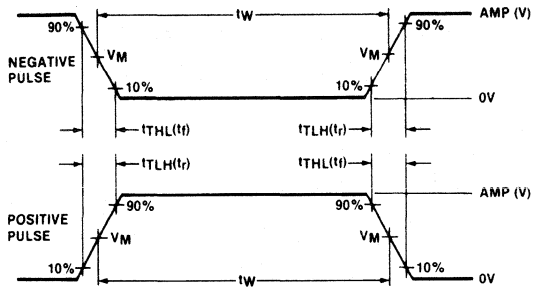 tW
AMP (V)
90%
90%
NEGATIVE
PULSE
VM
VM
10%
10%
0V
tTHL(tf)
tTLH(tr)
tTLH(tr)
tTHL(tf)
AMP (V)
90%
90%
POSITIVE
PULSE
VM
VM
10%
10%
tW
0V